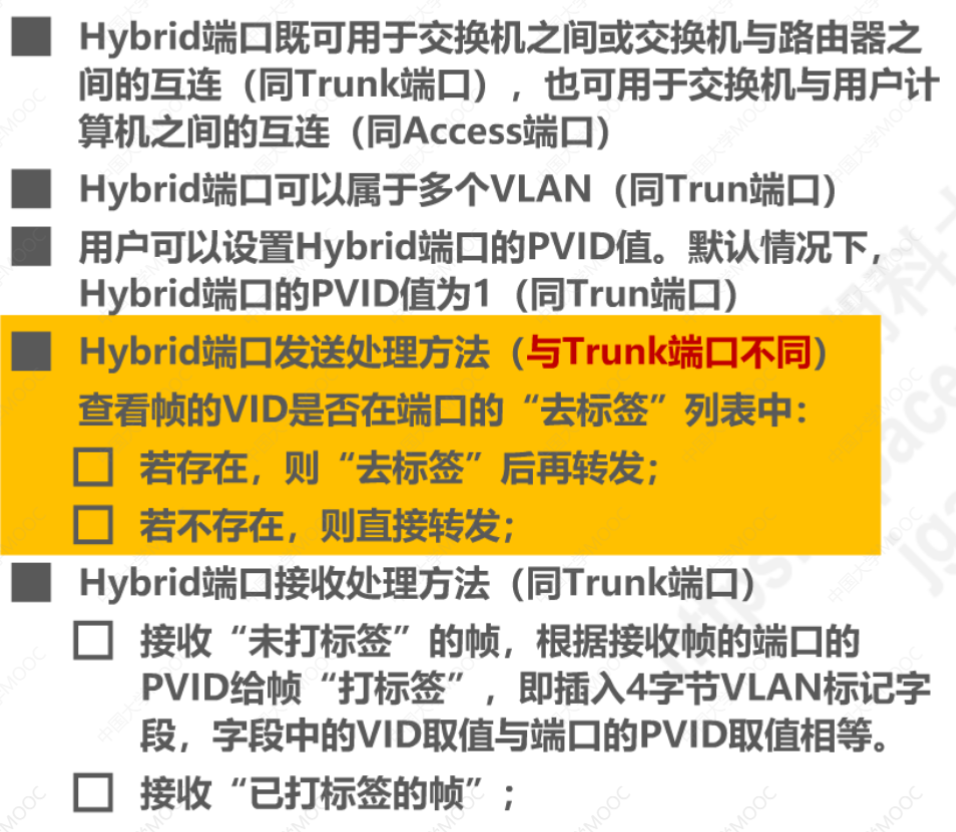 Hybrid端口既可用于交换机之间或交换机与路由器之
间的互连（同Trunk端口），也可用于交换机与用户计
算机之间的互连（同Access端口）
Hybrid端口可以属于多个VLAN（同Trun端口）
用户可以设置Hybrid端口的PVID值。默认情况下，
Hybrid端口的PVID值为1（同Trun端口）
Hybrid端口发送处理方法（与Trunk端口不同）
查看帧的VID是否在端口的“去标签”列表中：
若存在，则“去标签”后再转发；
若不存在，则直接转发；
Hybrid端口接收处理方法（同Trunk端口）
接收“未打标签”的帧，根据接收帧的端口的
PVID给帧“打标签”，即插入4字节VLAN标记字
段，字段中的VID取值与端口的PVID取值相等。
接收“已打标签的帧”；